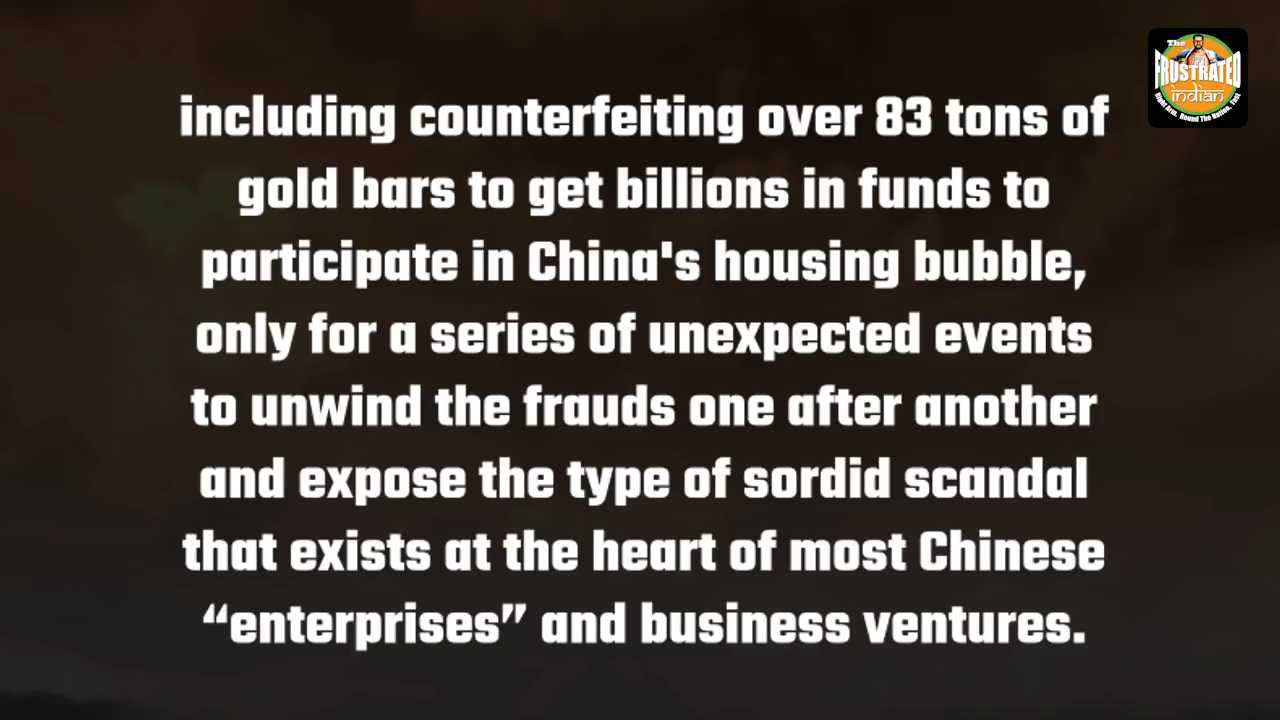 The
FRUSTRATED
indian
including counterfeiting over 83 tons of
gold bars to get billions in funds to
participate in China's housing bubble,
only for a series of unexpected events
to unwind the frauds one after another
and expose the type of sordid scandal
that exists at the heart of most Chinese
“enterprises” and business ventures.